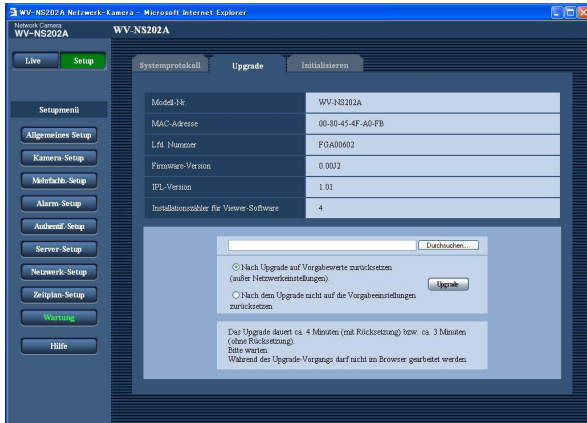 WV-NS202A Netzwerk-Kamera - Microsoft Internet Explorer
Network Camera
WV-NS202A
WV-NS202A
Live
Setup
Systemprotokoll
Upgrade
Initialisieren
Setupmenü
Allgemeines Setup
Kamera-Setup
Mehrfachb.-Setup
Alarm-Setup
Authentif.-Setup
Server-Setup
Netzwerk-Setup
Zeitplan-Setup
Wartung
Hilfe
Modell-Nr. WV-NS202A
MAC-Adresse 00-80-45-4F-A0-FB
Lfd. Nummer FGA00602
Firmware-Version 0.00J2
IPL-Version 1.01
Installationszähler für Viewer-Software 4
Durchsuchen...
Nach Upgrade auf Vorgabewerte zurücksetzen
(außer Netzwerkeinstellungen).
Upgrade
Nach dem Upgrade nicht auf die Vorgabeeinstellungen
zurücksetzen.
Das Upgrade dauert ca. 4 Minuten (mit Rücksetzung) bzw. ca. 3 Minuten
(ohne Rücksetzung).
Bitte warten.
Während des Upgrade-Vorgangs darf nicht im Browser gearbeitet werden.